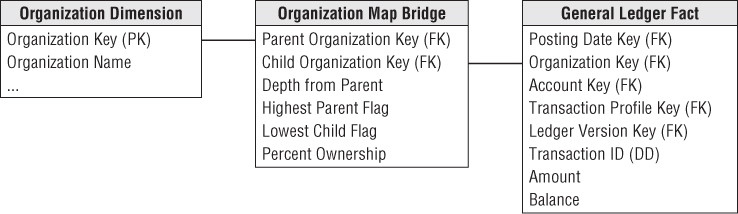 Organization Dimension
Organization Key (PK)
Organization Name
...
Organization Map Bridge
Parent Organization Key (FK)
Child Organization Key (FK)
Depth from Parent
Highest Parent Flag
Lowest Child Flag
Percent Ownership
General Ledger Fact
Posting Date Key (FK)
Organization Key (FK)
Account Key (FK)
Transaction Profile Key (FK)
Ledger Version Key (FK)
Transaction ID (DD)
Amount
Balance